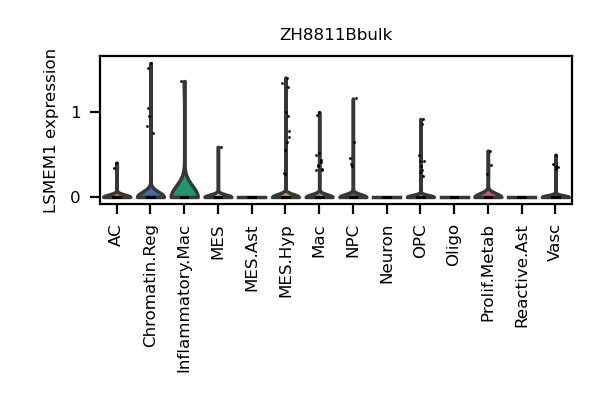 ZH8811Bbulk
LSMEM1 expression
1
0
AC
Chromatin.Reg
Inflammatory.Mac
MES
MES.Ast
MES.Hyp
Mac
NPC
Neuron
OPC
Oligo
Prolif.Metab
Reactive.Ast
Vasc